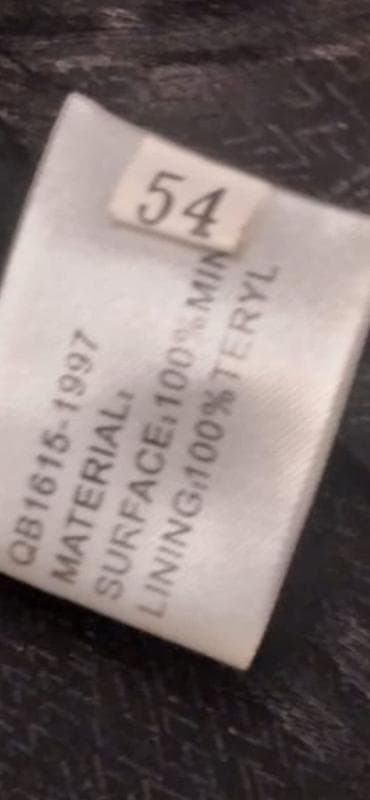 54
QB1615-1997
MATERIAL:
SURFACE:100%MIN
LINING:100%TERYL